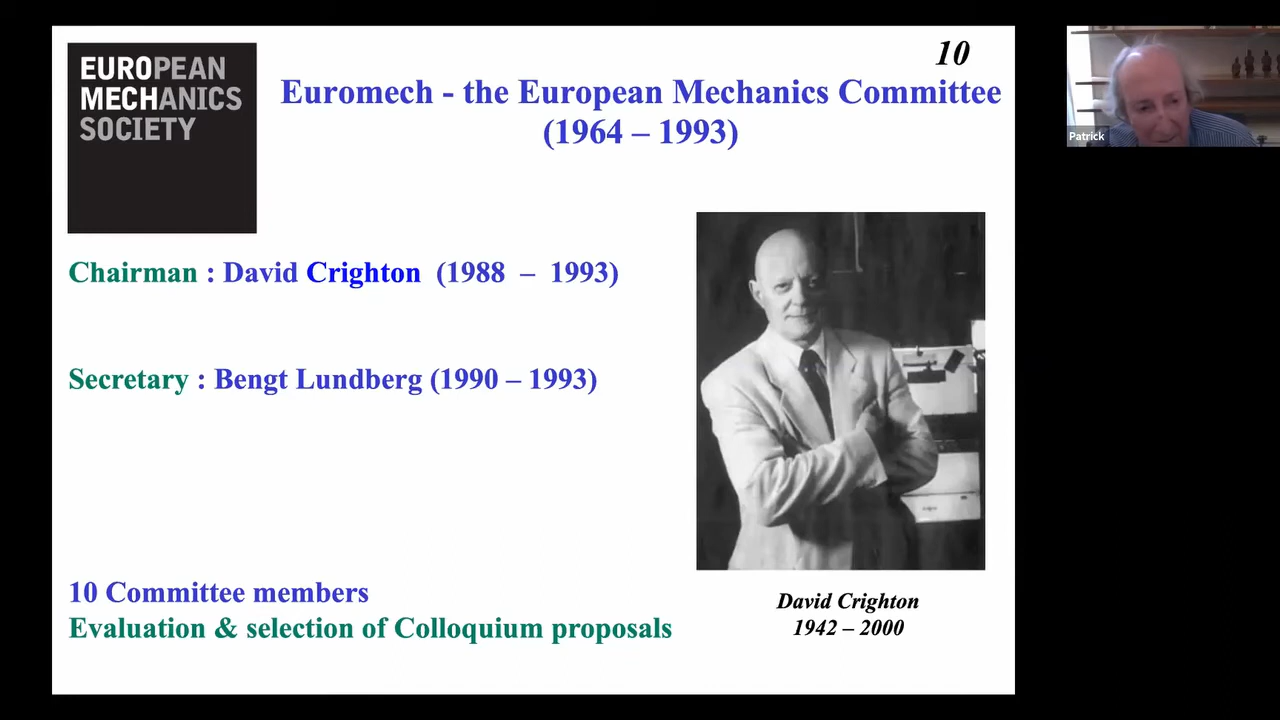 EUROPEAN
MECHANICS
SOCIETY
10
Euromech - the European Mechanics Committee
(1964 – 1993)
Patrick
Chairman : David Crighton (1988 – 1993)
Secretary : Bengt Lundberg (1990 – 1993)
10 Committee members
Evaluation & selection of Colloquium proposals
David Crighton
1942 – 2000